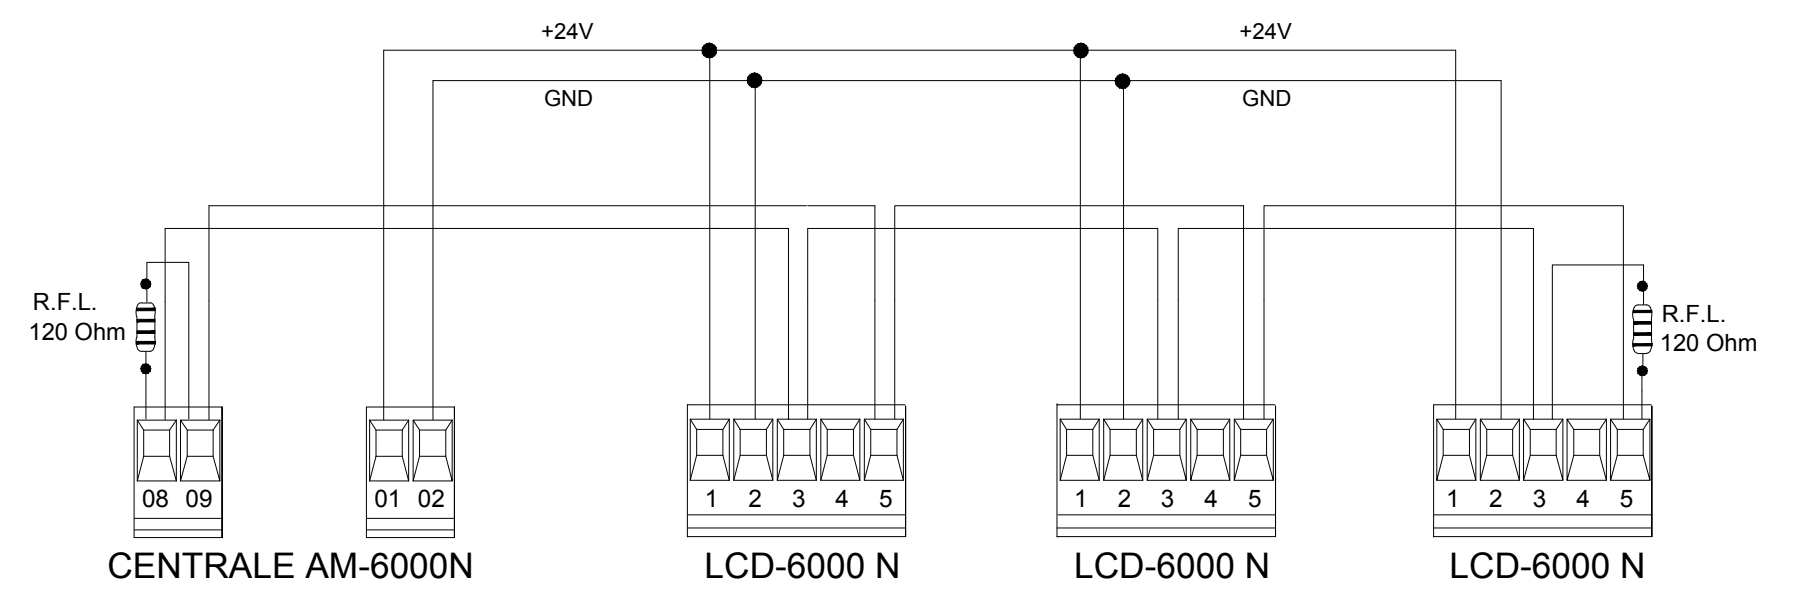 +24V
+24V
GND
GND
R.F.L.
120 Ohm
R.F.L.
120 Ohm
08 09
01 02
1 2 3 4 5
1 2 3 4 5
1 2 3 4 5
CENTRALE AM-6000N
LCD-6000 N
LCD-6000 N
LCD-6000 N